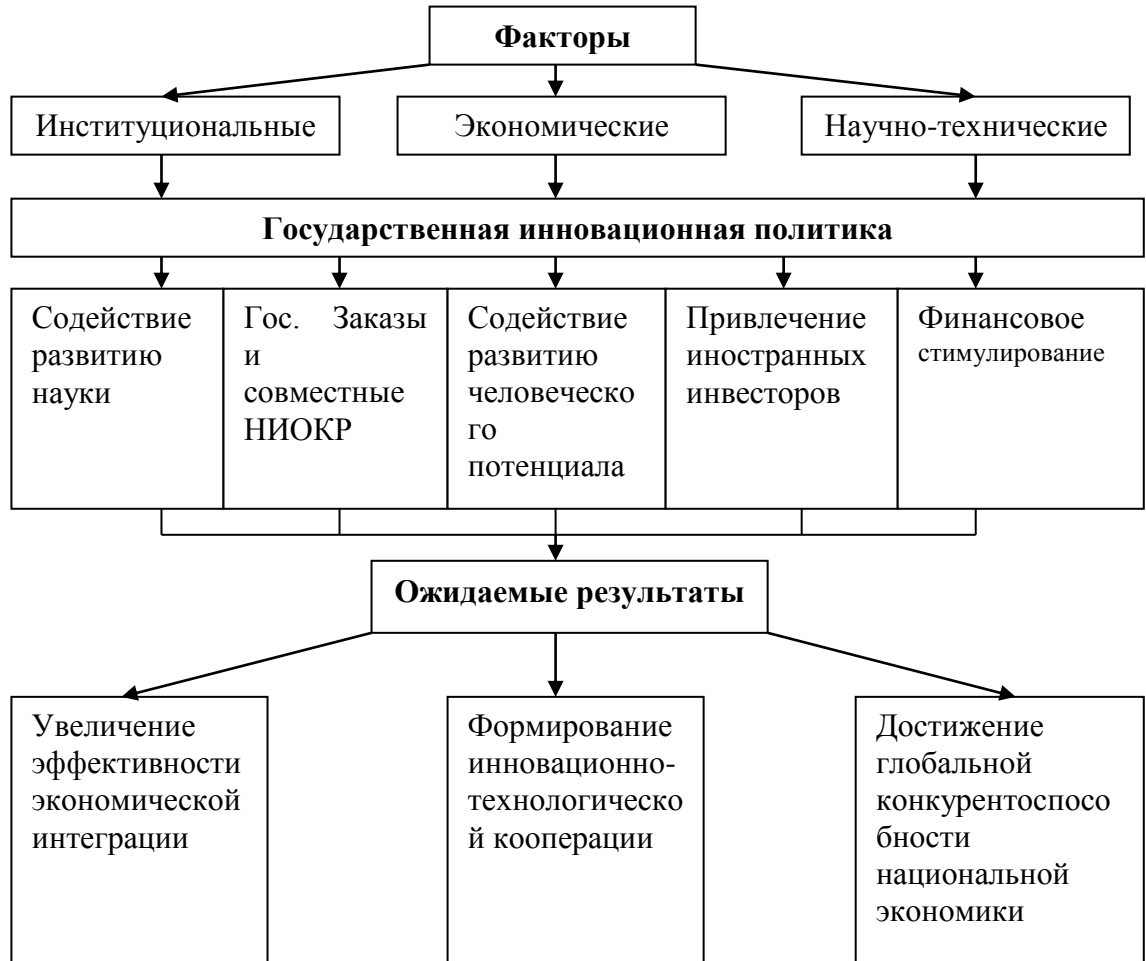 Факторы
Институциональные
Экономические
Научно-технические
Государственная инновационная политика
Содействие
развитию
науки
Гос. Заказы
и
совместные
НИОКР
Содействие
развитию
человеческо
го
потенциала
Привлечение
иностранных
инвесторов
Финансовое
стимулирование
Ожидаемые результаты
Увеличение
эффективности
экономической
интеграции
Формирование
инновационно-
технологическо
й кооперации
Достижение
глобальной
конкурентоспосо
бности
национальной
экономики